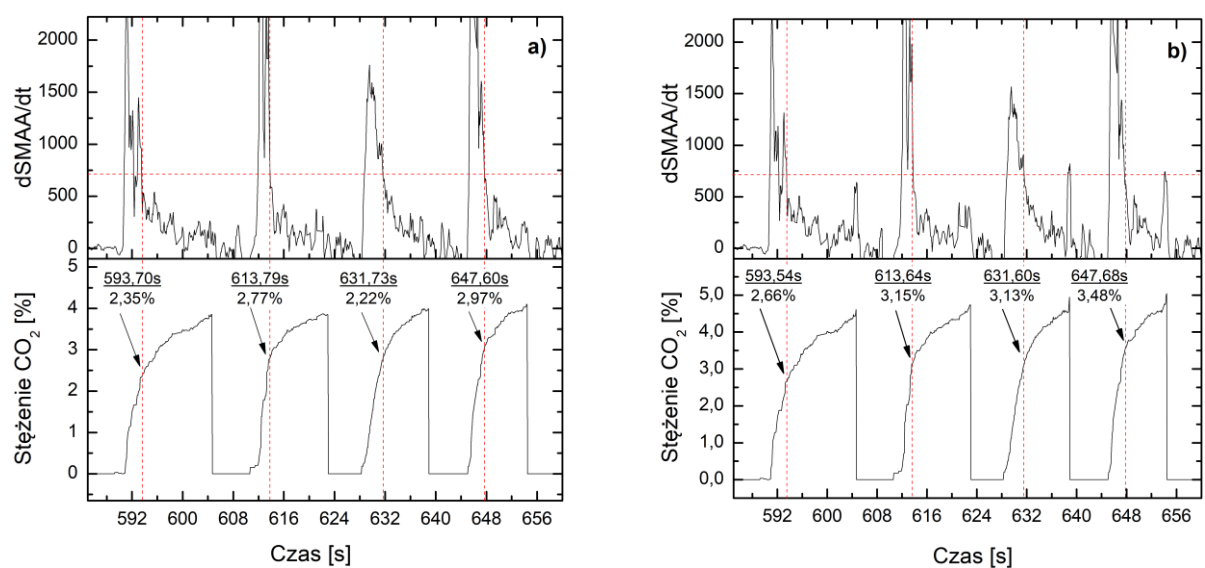 a)
dSMAA/dt
2000
1500
1000
500
0
Stężenie CO2 [%]
5
4
3
2
1
0
593,70s
2,35%
613,79s
2,77%
631,73s
2,22%
647,60s
2,97%
592 600 608 616 624 632 640 648 656
Czas [s]
b)
dSMAA/dt
2000
1500
1000
500
0
Stężenie CO2 [%]
5,0
4,0
3,0
2,0
1,0
0,0
593,54s
2,66%
613,64s
3,15%
631,60s
3,13%
647,68s
3,48%
592 600 608 616 624 632 640 648 656
Czas [s]